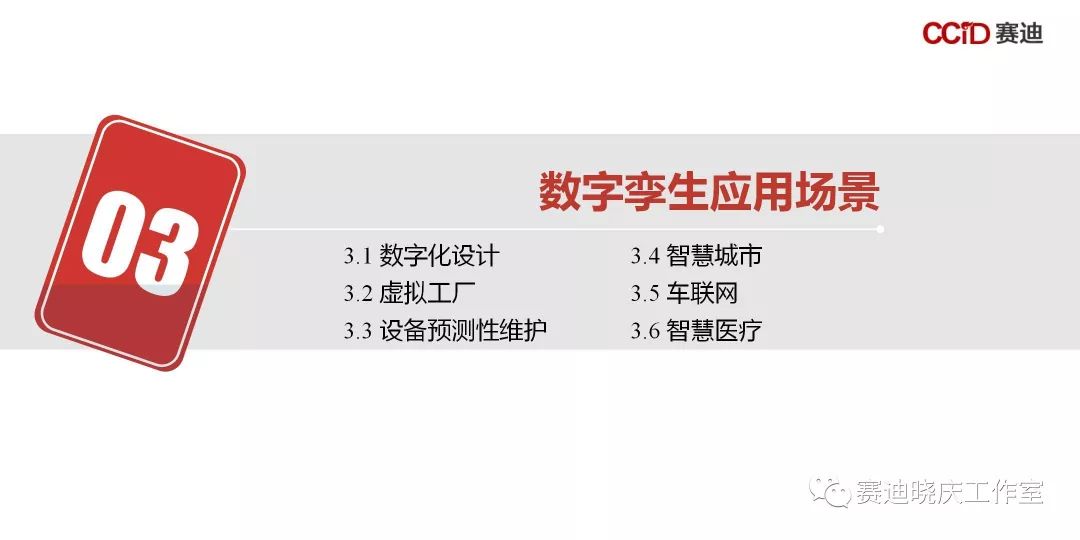 CCID 赛迪
03
数字孪生应用场景
3.1 数字化设计
3.2 虚拟工厂
3.3 设备预测性维护
3.4 智慧城市
3.5 车联网
3.6 智慧医疗
赛迪晓庆工作室